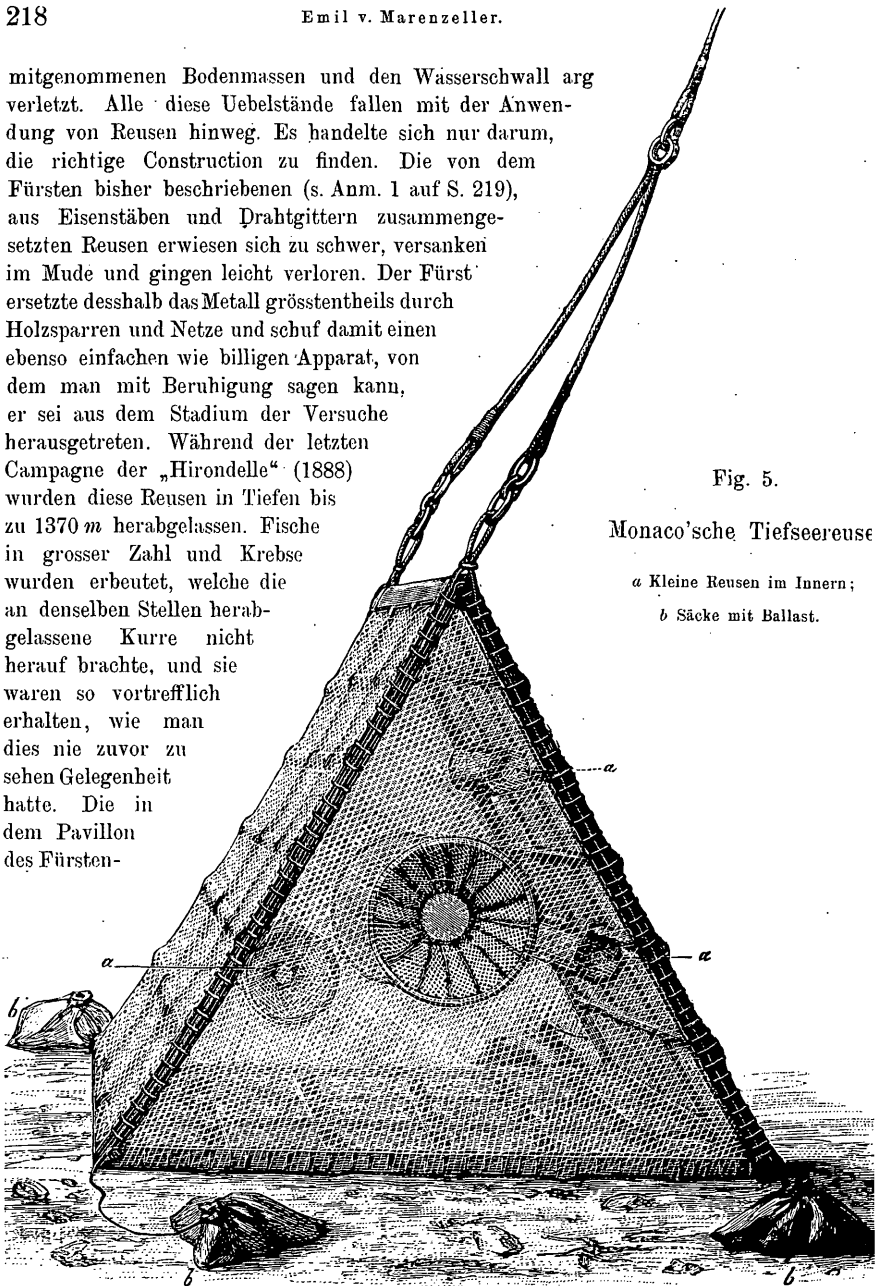 218
Emil v. Marenzeller.
mitgenommenen Bodenmassen und den Wasserschwall arg
verletzt. Alle diese Uebelstände fallen mit der Anwen-
dung von Reusen hinweg. Es handelte sich nur darum,
die richtige Construction zu finden. Die von dem
Fürsten bisher beschriebenen (s. Anm. 1 auf S. 219),
aus Eisenstäben und Drahtgittern zusammenge-
setzten Reusen erwiesen sich zu schwer, versanken
im Mude und gingen leicht verloren. Der Fürst
ersetzte desshalb das Metall grösstentheils durch
Holzsparren und Netze und schuf damit einen
ebenso einfachen wie billigen Apparat, von
dem man mit Beruhigung sagen kann,
er sei aus dem Stadium der Versuche
herausgetreten. Während der letzten
Campagne der „Hirondelle“ (1888)
wurden diese Reusen in Tiefen bis
zu 1370 m herabgelassen. Fische
in grosser Zahl und Krebse
wurden erbeutet, welche die
an denselben Stellen herab-
gelassene Kurre nicht
herauf brachte, und sie
waren so vortrefflich
erhalten, wie man
dies nie zuvor zu
sehen Gelegenheit
hatte. Die in
dem Pavillon
des Fürsten-
Fig. 5.
Monaco'sche Tiefseereuse
a Kleine Reusen im Innern;
b Säcke mit Ballast.
a
a
a
b
b
b